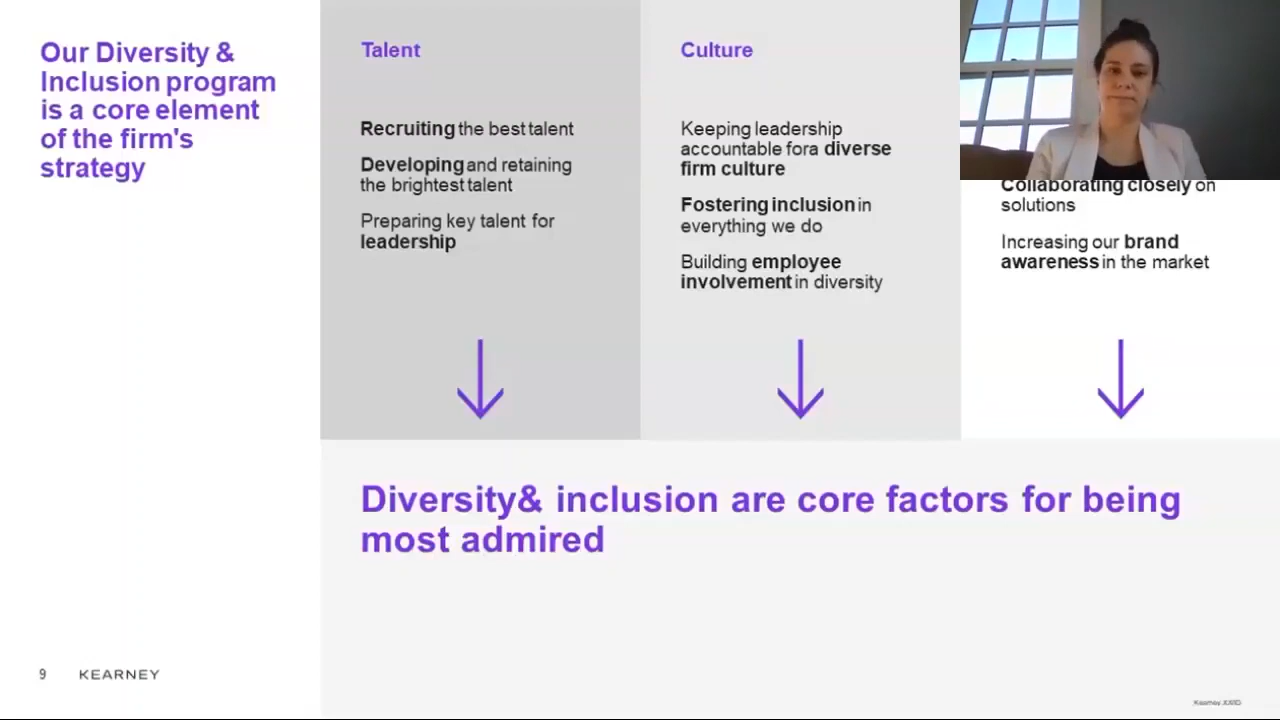 Our Diversity &
Inclusion program
is a core element
of the firm's
strategy
Talent
Recruiting the best talent
Developing and retaining
the brightest talent
Preparing key talent for
leadership
Culture
Keeping leadership
accountable for a diverse
firm culture
Fostering inclusion in
everything we do
Building employee
involvement in diversity
Collaborating closely on
solutions
Increasing our brand
awareness in the market
Diversity& inclusion are core factors for being
most admired
9 KEARNEY